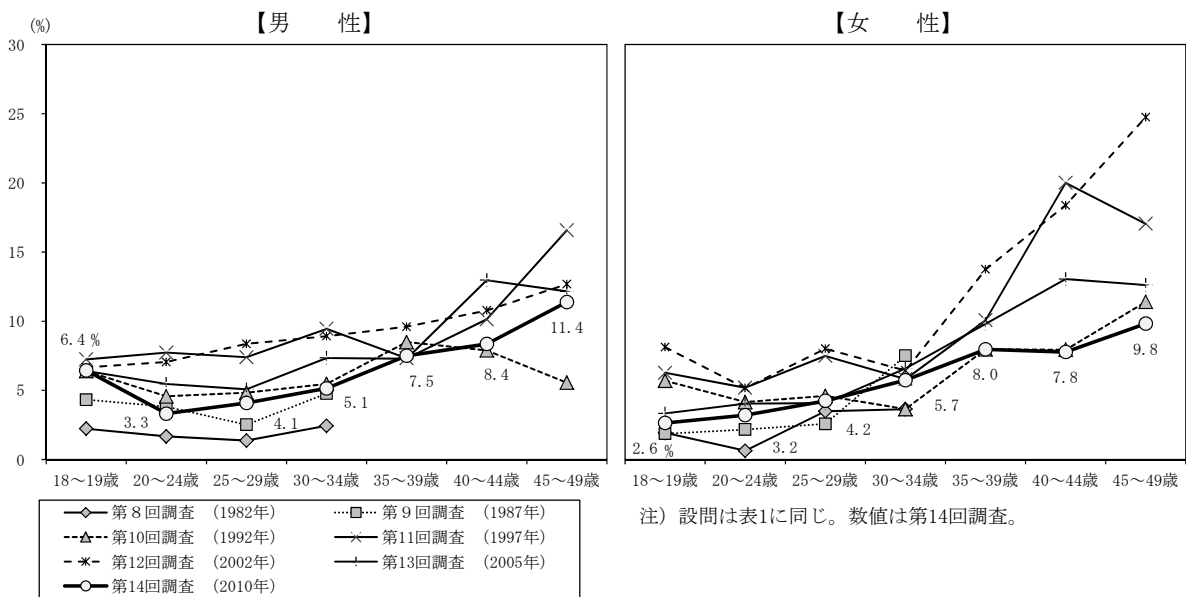 【男　　性】
(%)
30
25
20
15
10
5
0
6.4 %
3.3
4.1
5.1
7.5
8.4
11.4
18～19歳 20～24歳 25～29歳 30～34歳 35～39歳 40～44歳 45～49歳
【女　　性】
2.6 %
3.2
4.2
5.7
8.0
7.8
9.8
18～19歳 20～24歳 25～29歳 30～34歳 35～39歳 40～44歳 45～49歳
第８回調査　（1982年） 第９回調査　（1987年）
第10回調査　（1992年） 第11回調査　（1997年）
第12回調査　（2002年） 第13回調査　（2005年）
第14回調査　（2010年）
注）設問は表1に同じ。数値は第14回調査。